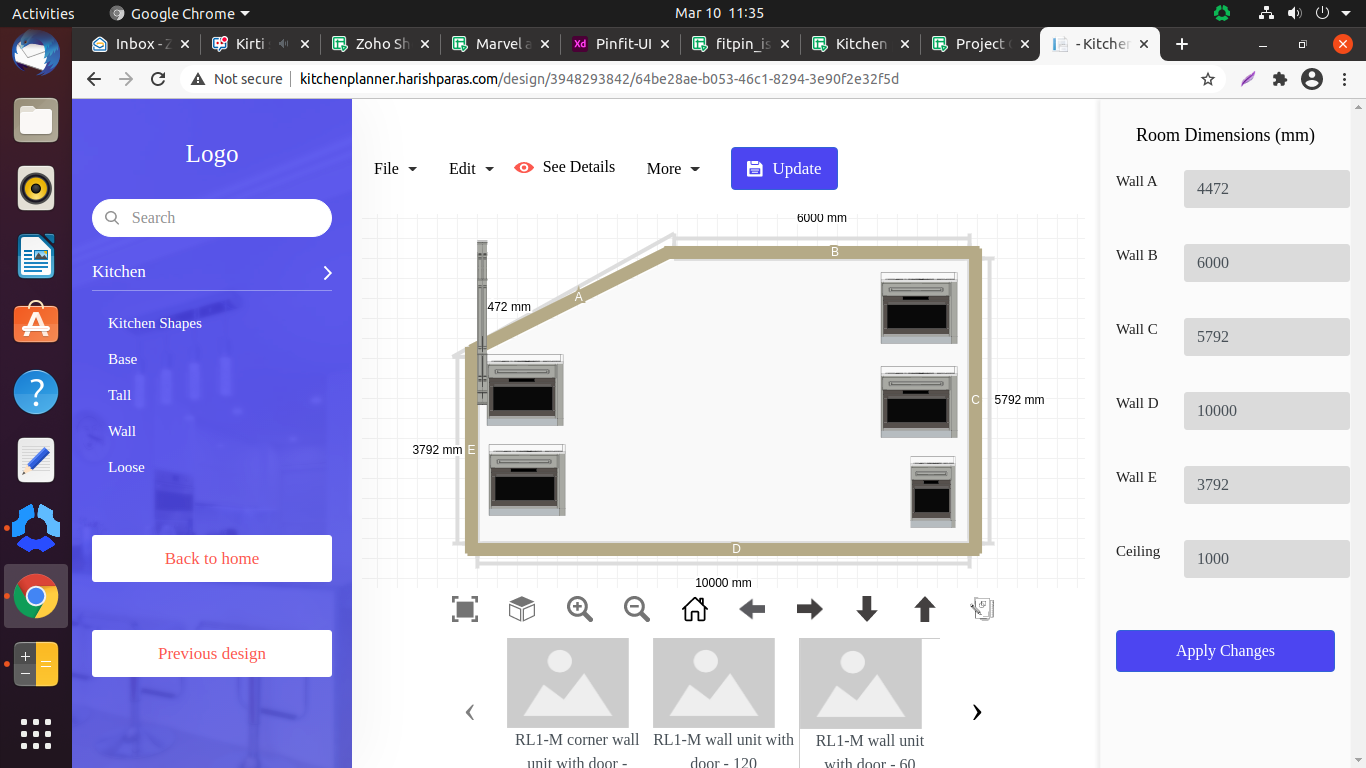 Activities
Google Chrome
Mar 10 11:35
Inbox - Z
Kirti
Zoho Sh
Marvel a
Pinfit-UI
fitpin_is
Kitchen
Project
- Kitchen
Not secure
kitchenplanner.harishparas.com/design/3948293842/64be28ae-b053-46c1-8294-3e90f2e32f5d
Logo
Search
Kitchen
Kitchen Shapes
Base
Tall
Wall
Loose
Back to home
Previous design
File
Edit
See Details
More
Update
6000 mm
B
A
472 mm
C
5792 mm
3792 mm
E
D
10000 mm
RL1-M corner wall
unit with door -
RL1-M wall unit with
door - 120
RL1-M wall unit
with door - 60
Room Dimensions (mm)
Wall A
4472
Wall B
6000
Wall C
5792
Wall D
10000
Wall E
3792
Ceiling
1000
Apply Changes